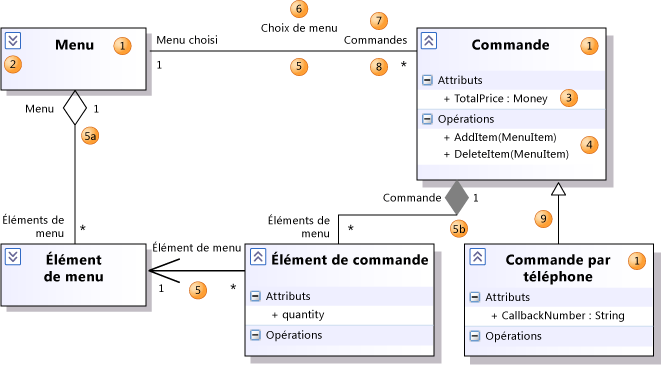 6
7
Choix de menu
Menu
1
2
Menu choisi
1
5
Commandes
8
*
Commande
1
Attributs
+ TotalPrice : Money
3
Opérations
+ AddItem(MenuItem)
+ DeleteItem(MenuItem)
4
Menu
1
5a
Éléments de
menu
*
Commande
1
5b
Éléments de
menu
*
9
Élément
de menu
Élément de menu
1
5
*
Élément de commande
Attributs
+ quantity
Opérations
Commande par
téléphone
1
Attributs
+ CallbackNumber : String
Opérations